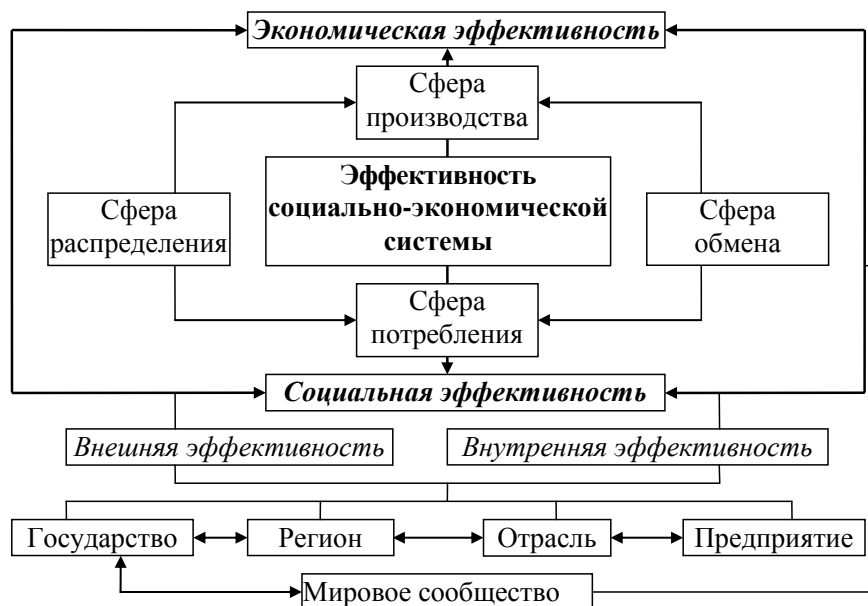 Экономическая эффективность
Сфера
производства
Эффективность
социально-экономической
системы
Сфера
распределения
Сфера
обмена
Сфера
потребления
Социальная эффективность
Внешняя эффективность
Внутренняя эффективность
Государство
Регион
Отрасль
Предприятие
Мировое сообщество